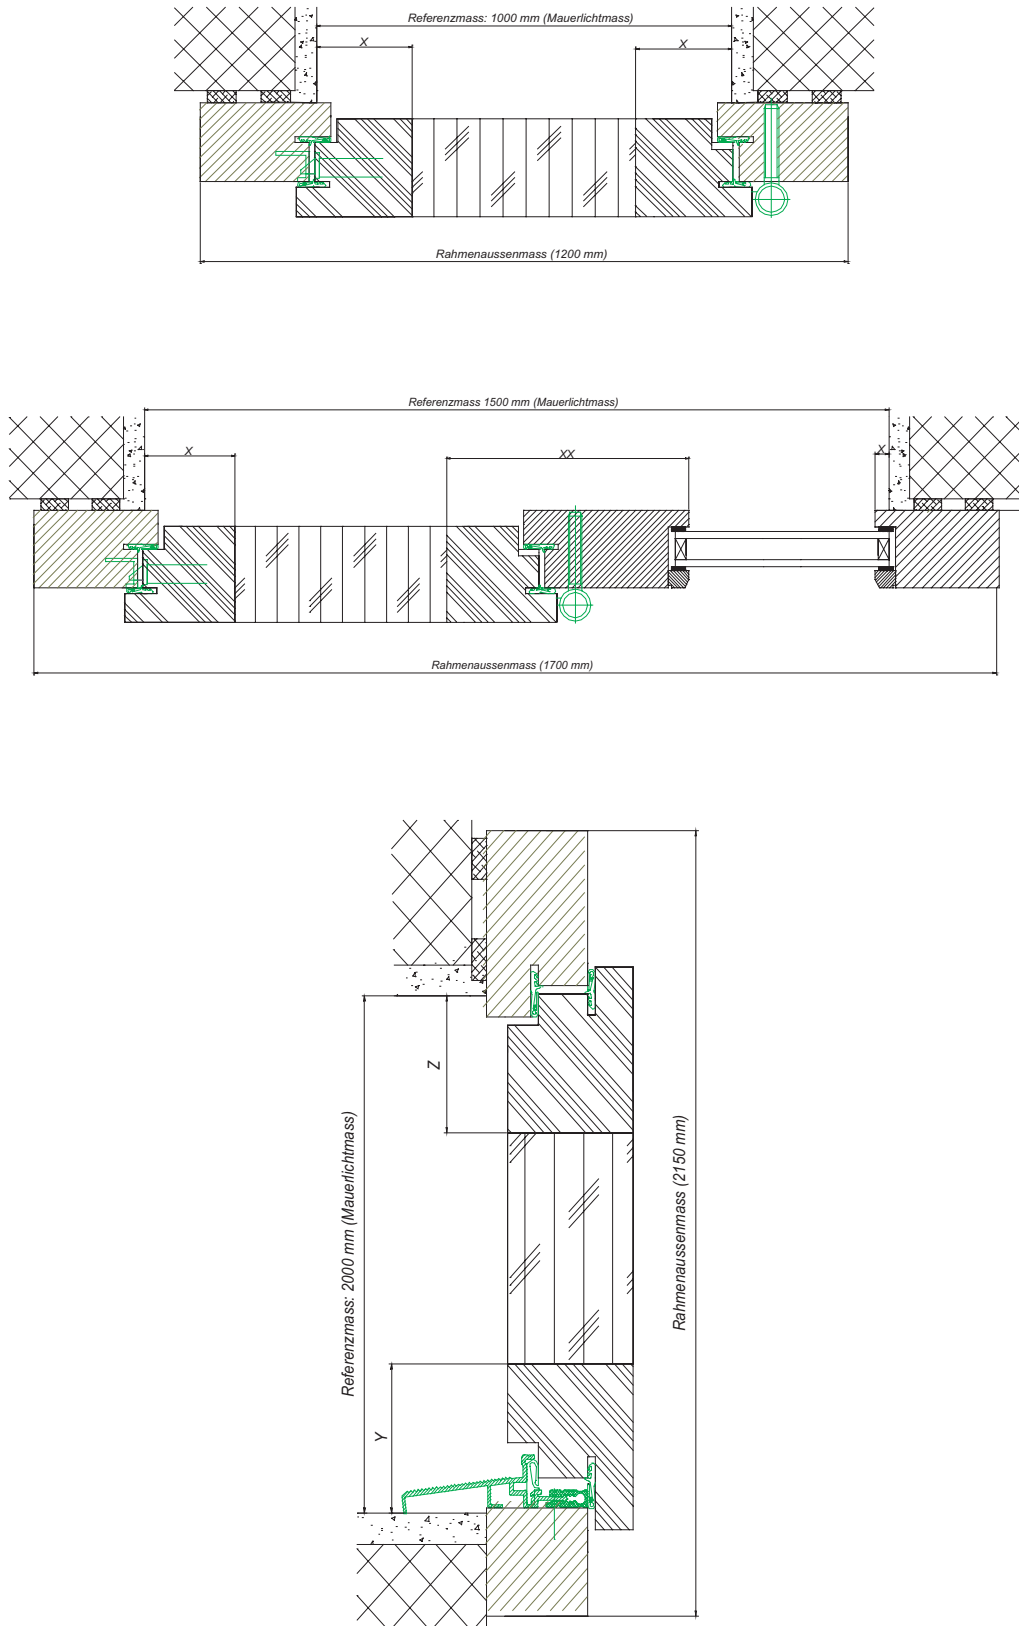 Referenzmass: 1000 mm (Mauerlichtmass)
X
X
Rahmenaussenmass (1200 mm)
Referenzmass 1500 mm (Mauerlichtmass)
X
XX
X
Rahmenaussenmass (1700 mm)
Z
Referenzmass: 2000 mm (Mauerlichtmass)
Rahmenaussenmass (2150 mm)
Y